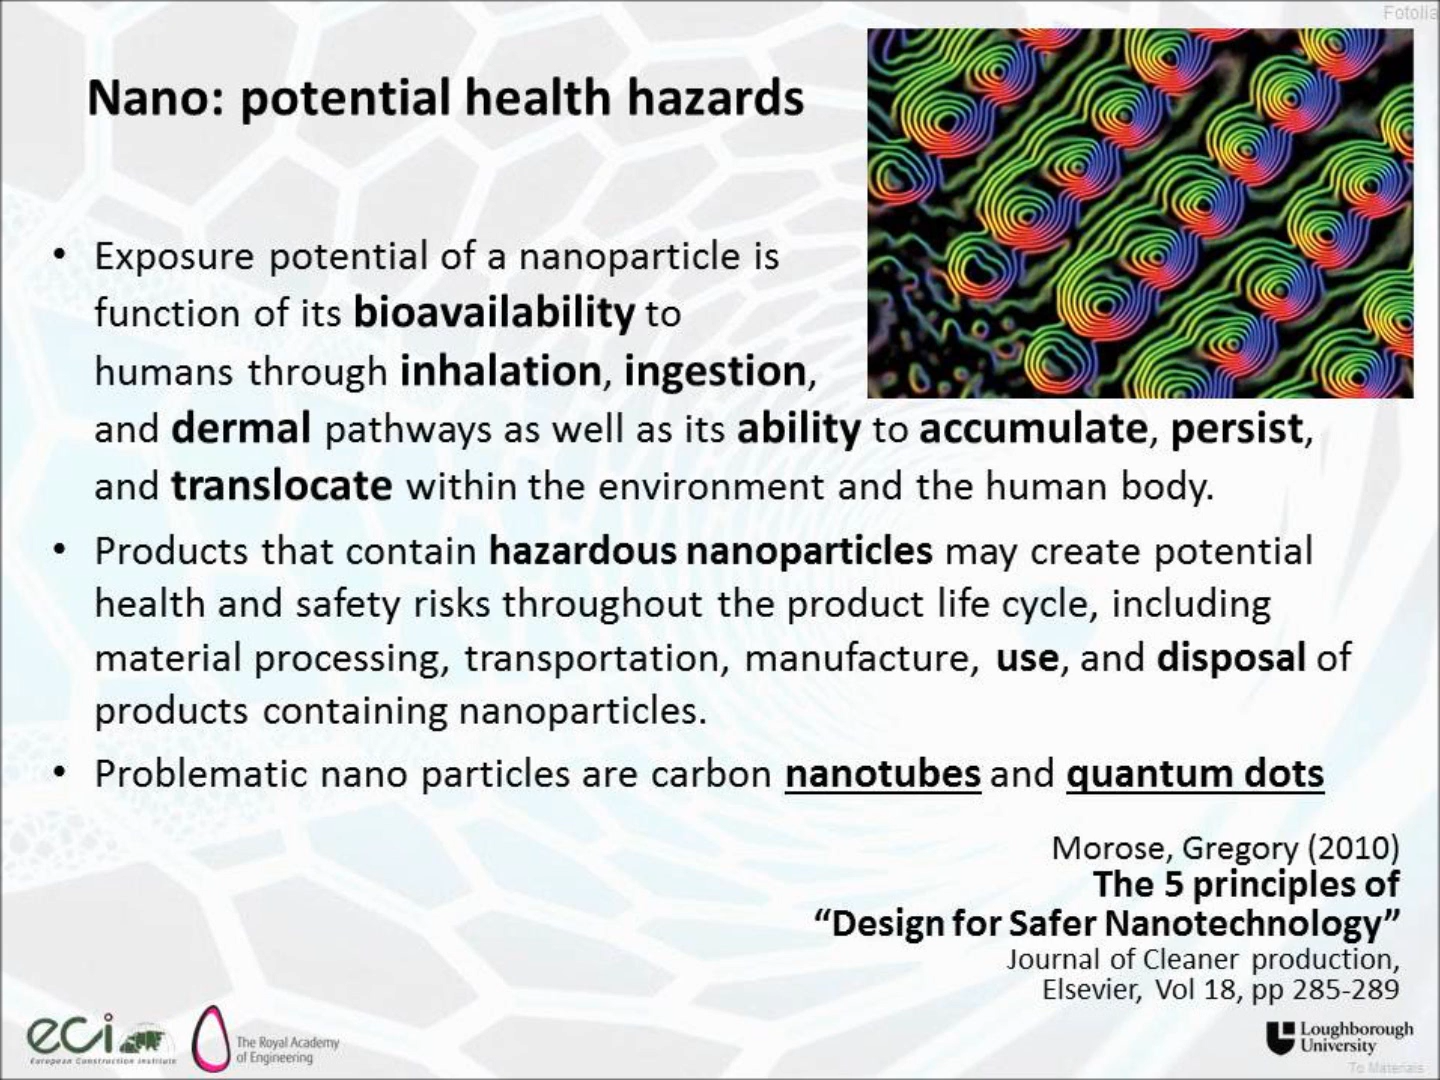 Fotolia
Nano: potential health hazards
• Exposure potential of a nanoparticle is
function of its bioavailability to
humans through inhalation, ingestion,
and dermal pathways as well as its ability to accumulate, persist,
and translocate within the environment and the human body.
• Products that contain hazardous nanoparticles may create potential
health and safety risks throughout the product life cycle, including
material processing, transportation, manufacture, use, and disposal of
products containing nanoparticles.
• Problematic nano particles are carbon nanotubes and quantum dots
Morose, Gregory (2010)
The 5 principles of
“Design for Safer Nanotechnology”
Journal of Cleaner production,
Elsevier, Vol 18, pp 285-289
eci
European Construction Institute
The Royal Academy
of Engineering
Loughborough
University
To Materials